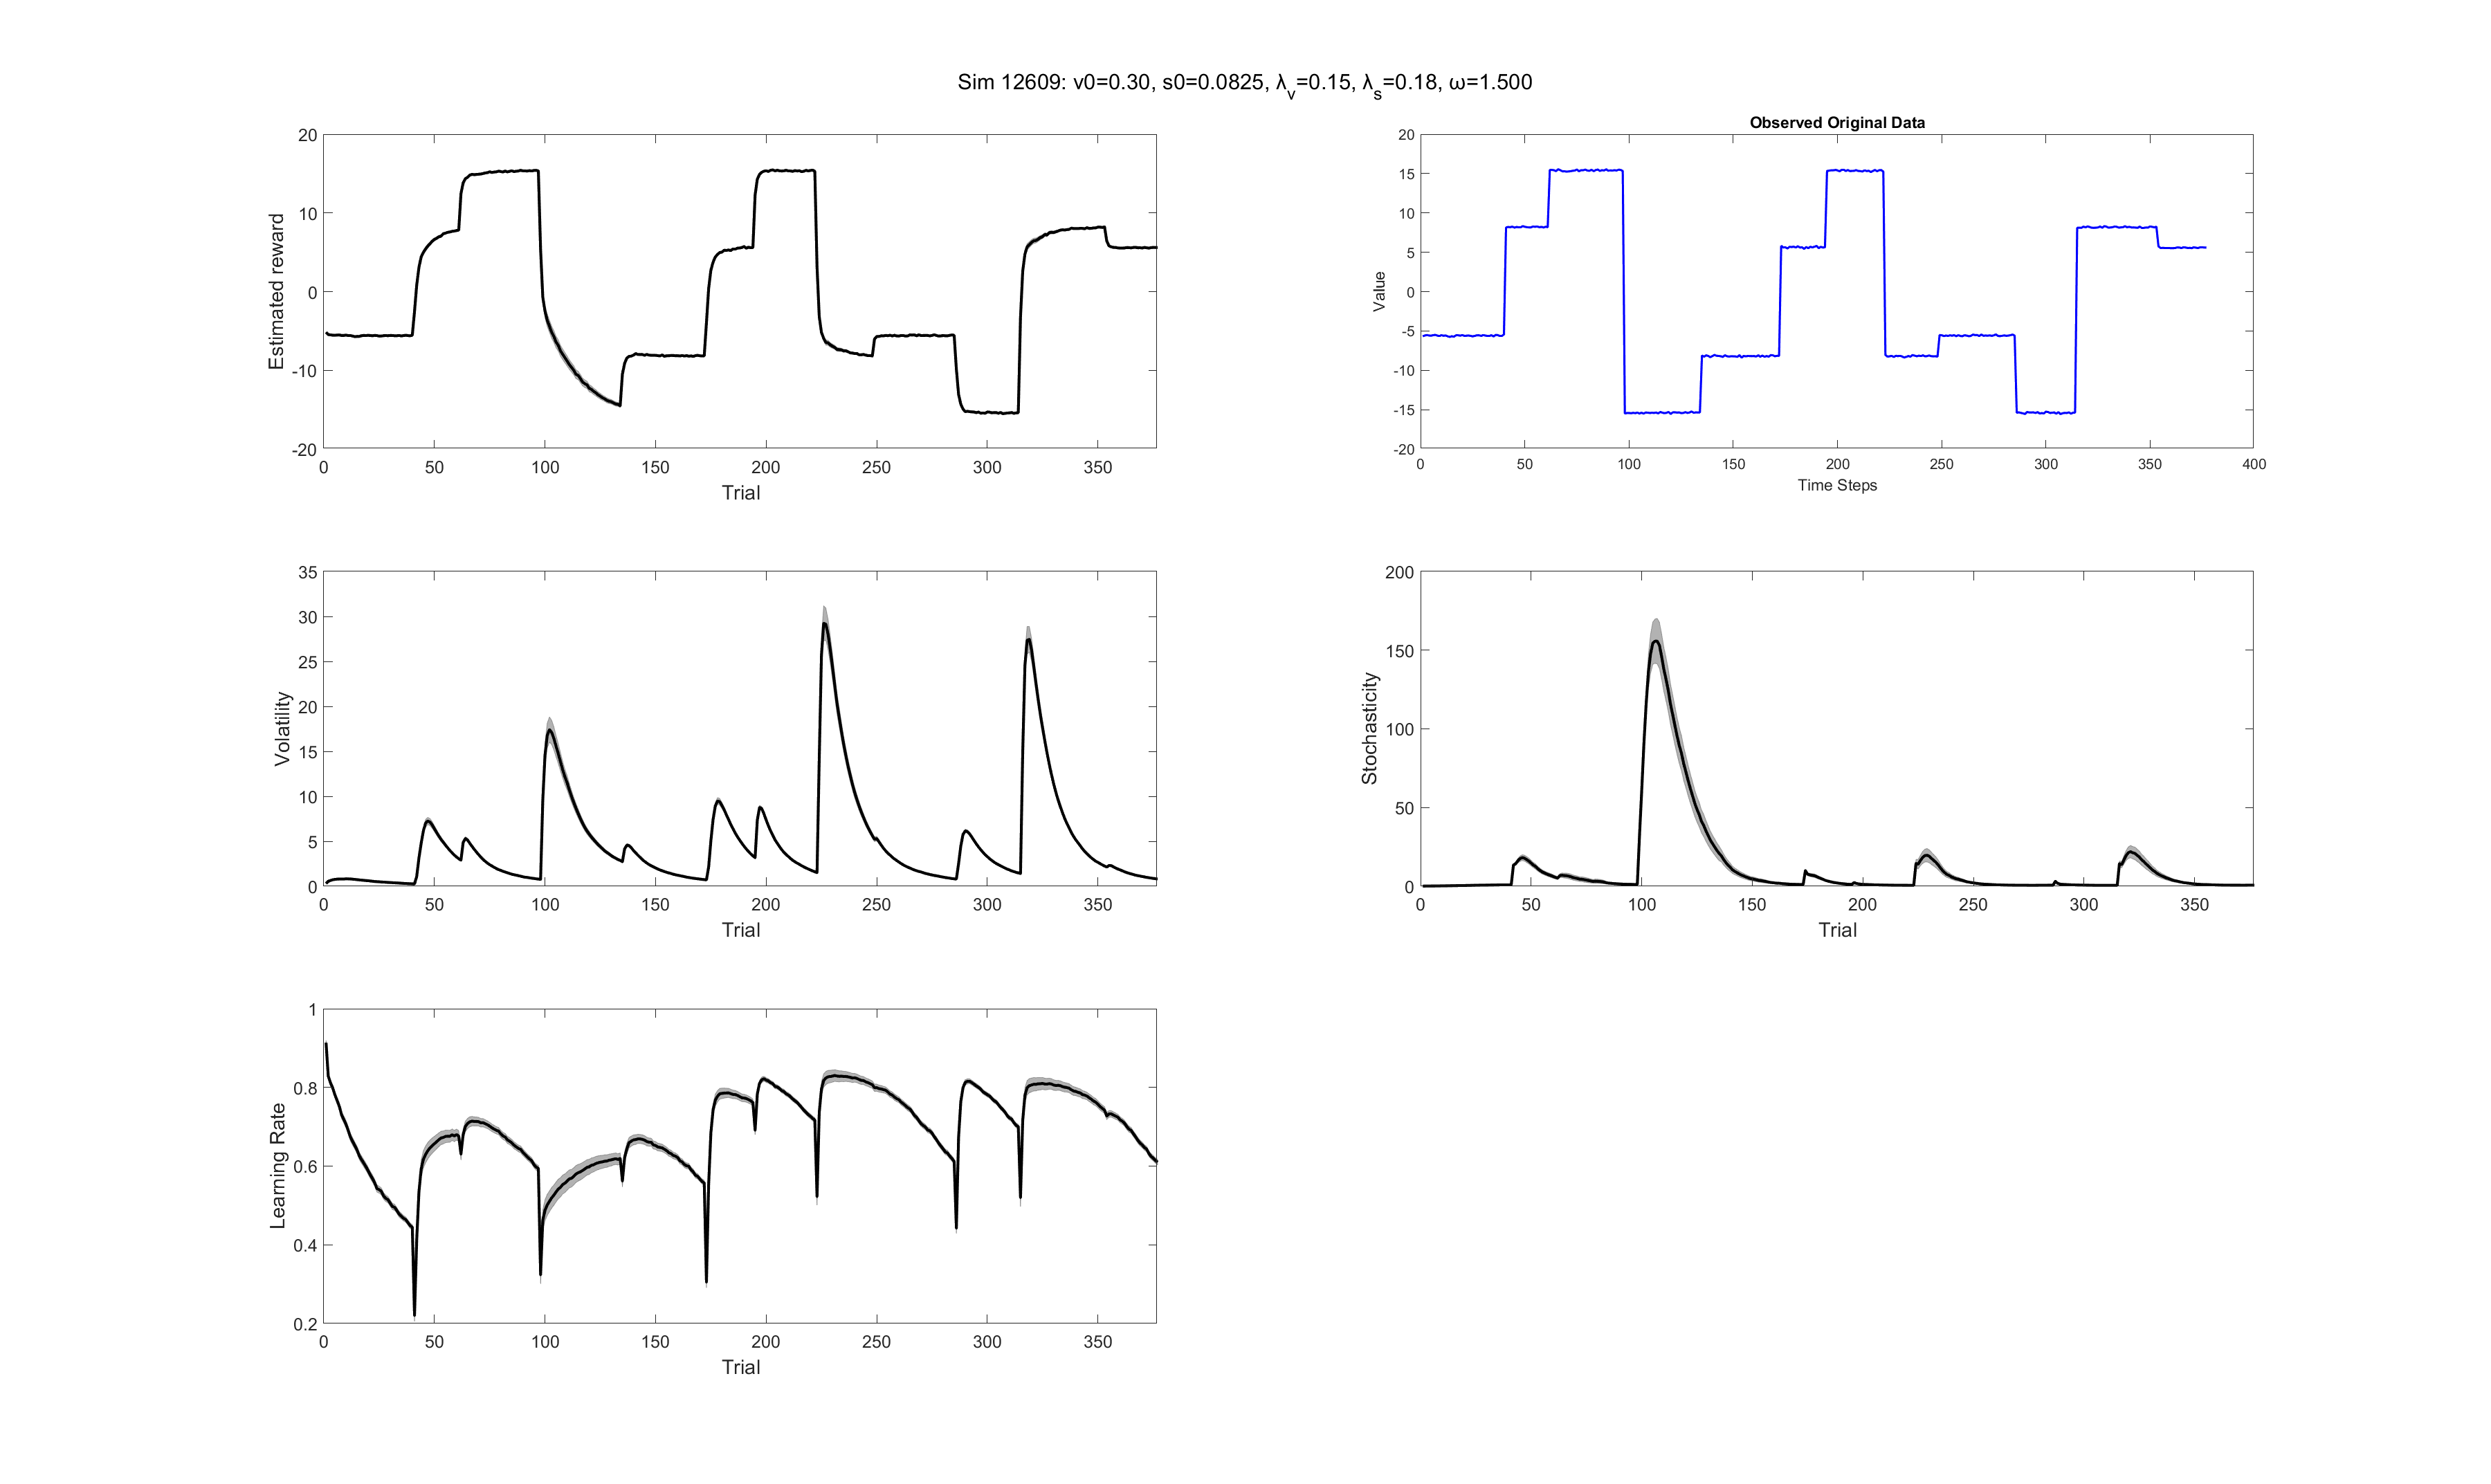 Sim 12609: v0=0.30, s0=0.0825, λv=0.15, λs=0.18, ω=1.500
Estimated reward
20
10
0
-10
-20
0 50 100 150 200 250 300 350
Trial
Observed Original Data
Value
20
15
10
5
0
-5
-10
-15
-20
0 50 100 150 200 250 300 350 400
Time Steps
Volatility
35
30
25
20
15
10
5
0
0 50 100 150 200 250 300 350
Trial
Stochasticity
200
150
100
50
0
0 50 100 150 200 250 300 350
Trial
Learning Rate
1
0.8
0.6
0.4
0.2
0 50 100 150 200 250 300 350
Trial